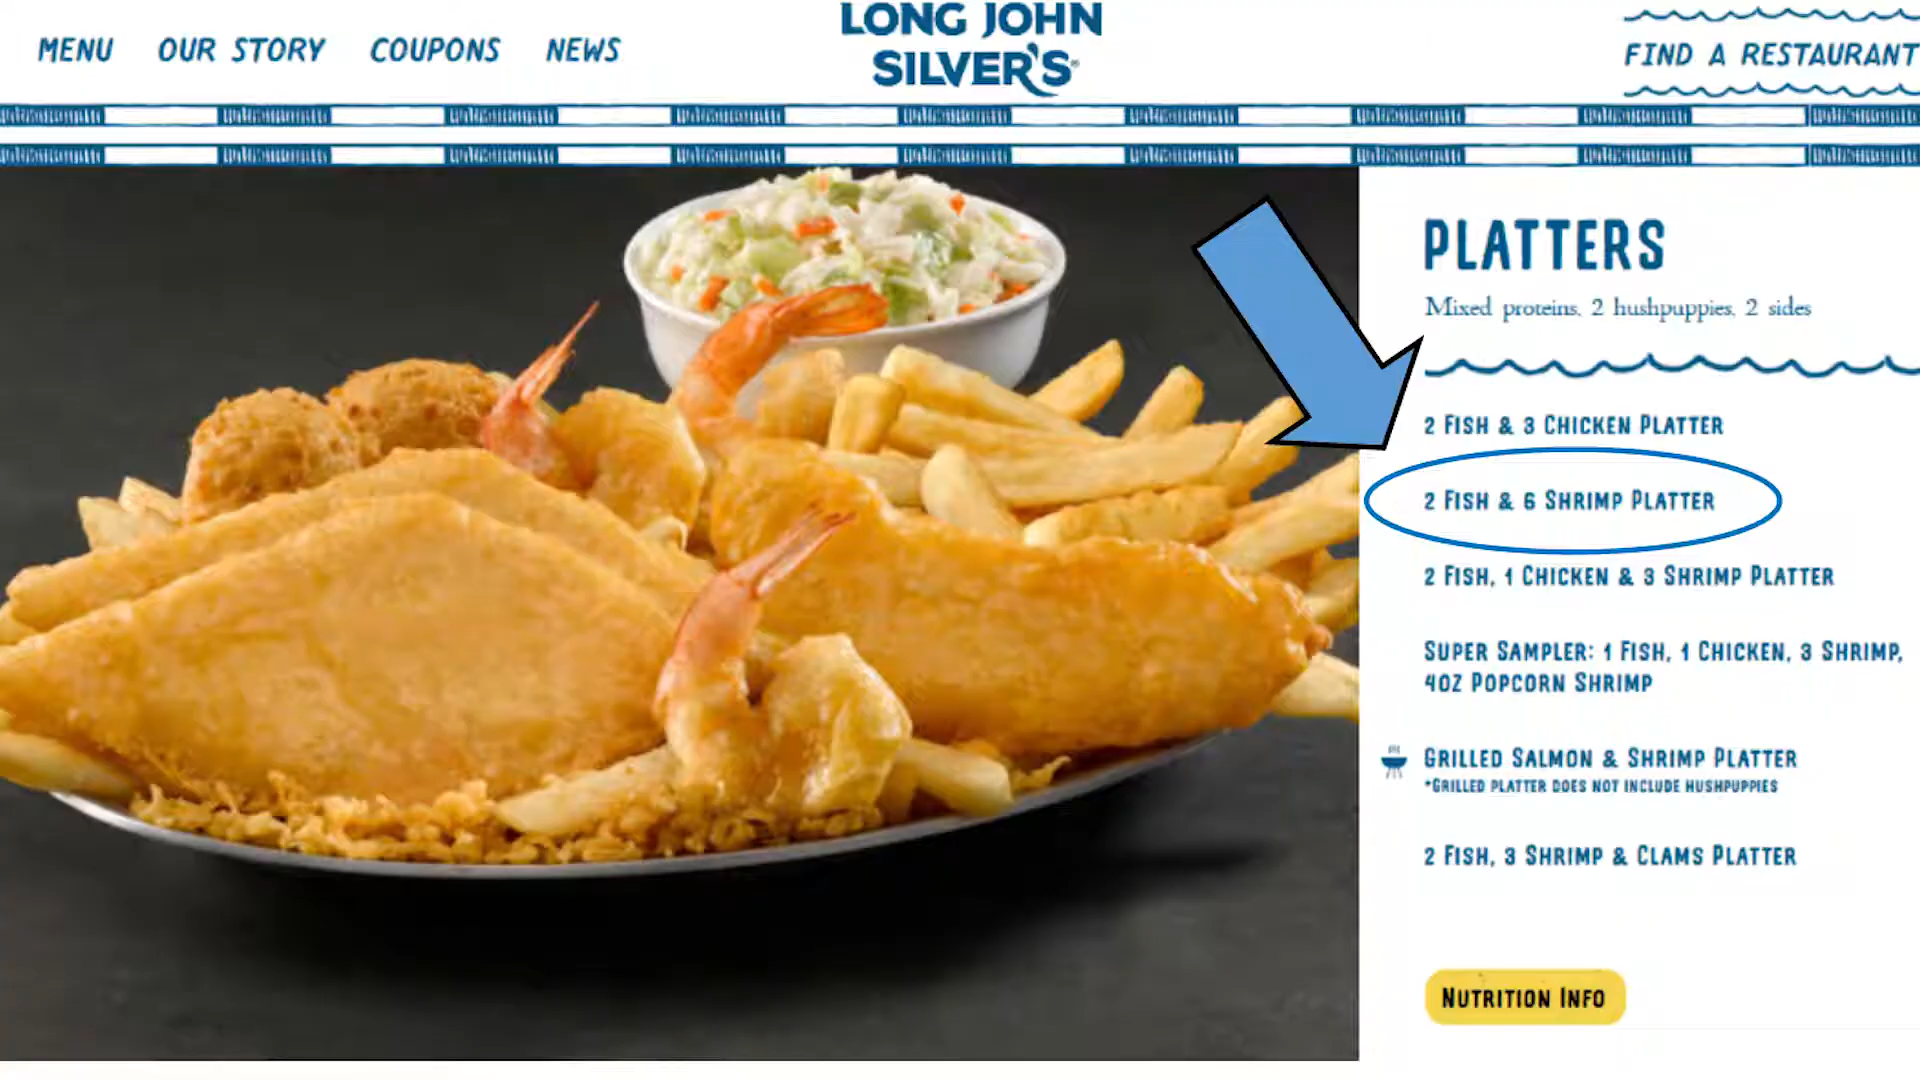 MENU OUR STORY COUPONS NEWS
LONG JOHN
SILVER'S®
FIND A RESTAURANT
PLATTERS
Mixed proteins, 2 hushpuppies, 2 sides
2 FISH & 3 CHICKEN PLATTER
2 FISH & 6 SHRIMP PLATTER
2 FISH, 1 CHICKEN & 3 SHRIMP PLATTER
SUPER SAMPLER: 1 FISH, 1 CHICKEN, 3 SHRIMP,
4OZ POPCORN SHRIMP
GRILLED SALMON & SHRIMP PLATTER
*GRILLED PLATTER DOES NOT INCLUDE HUSHPUPPIES
2 FISH, 3 SHRIMP & CLAMS PLATTER
NUTRITION INFO